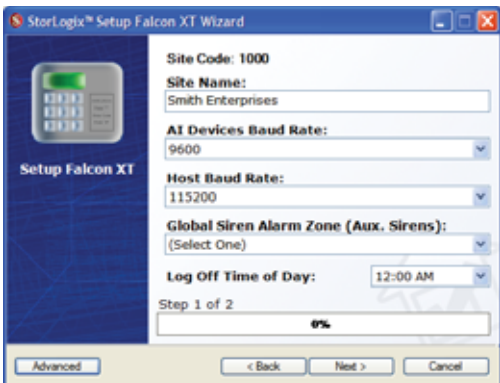 StorLogix™ Setup Falcon XT Wizard
Site Code: 1000
Site Name:
Smith Enterprises
AI Devices Baud Rate:
9600
Setup Falcon XT
Host Baud Rate:
115200
Global Siren Alarm Zone (Aux. Sirens):
(Select One)
Log Off Time of Day: 12:00 AM
Step 1 of 2
0%
Advanced < Back Next > Cancel